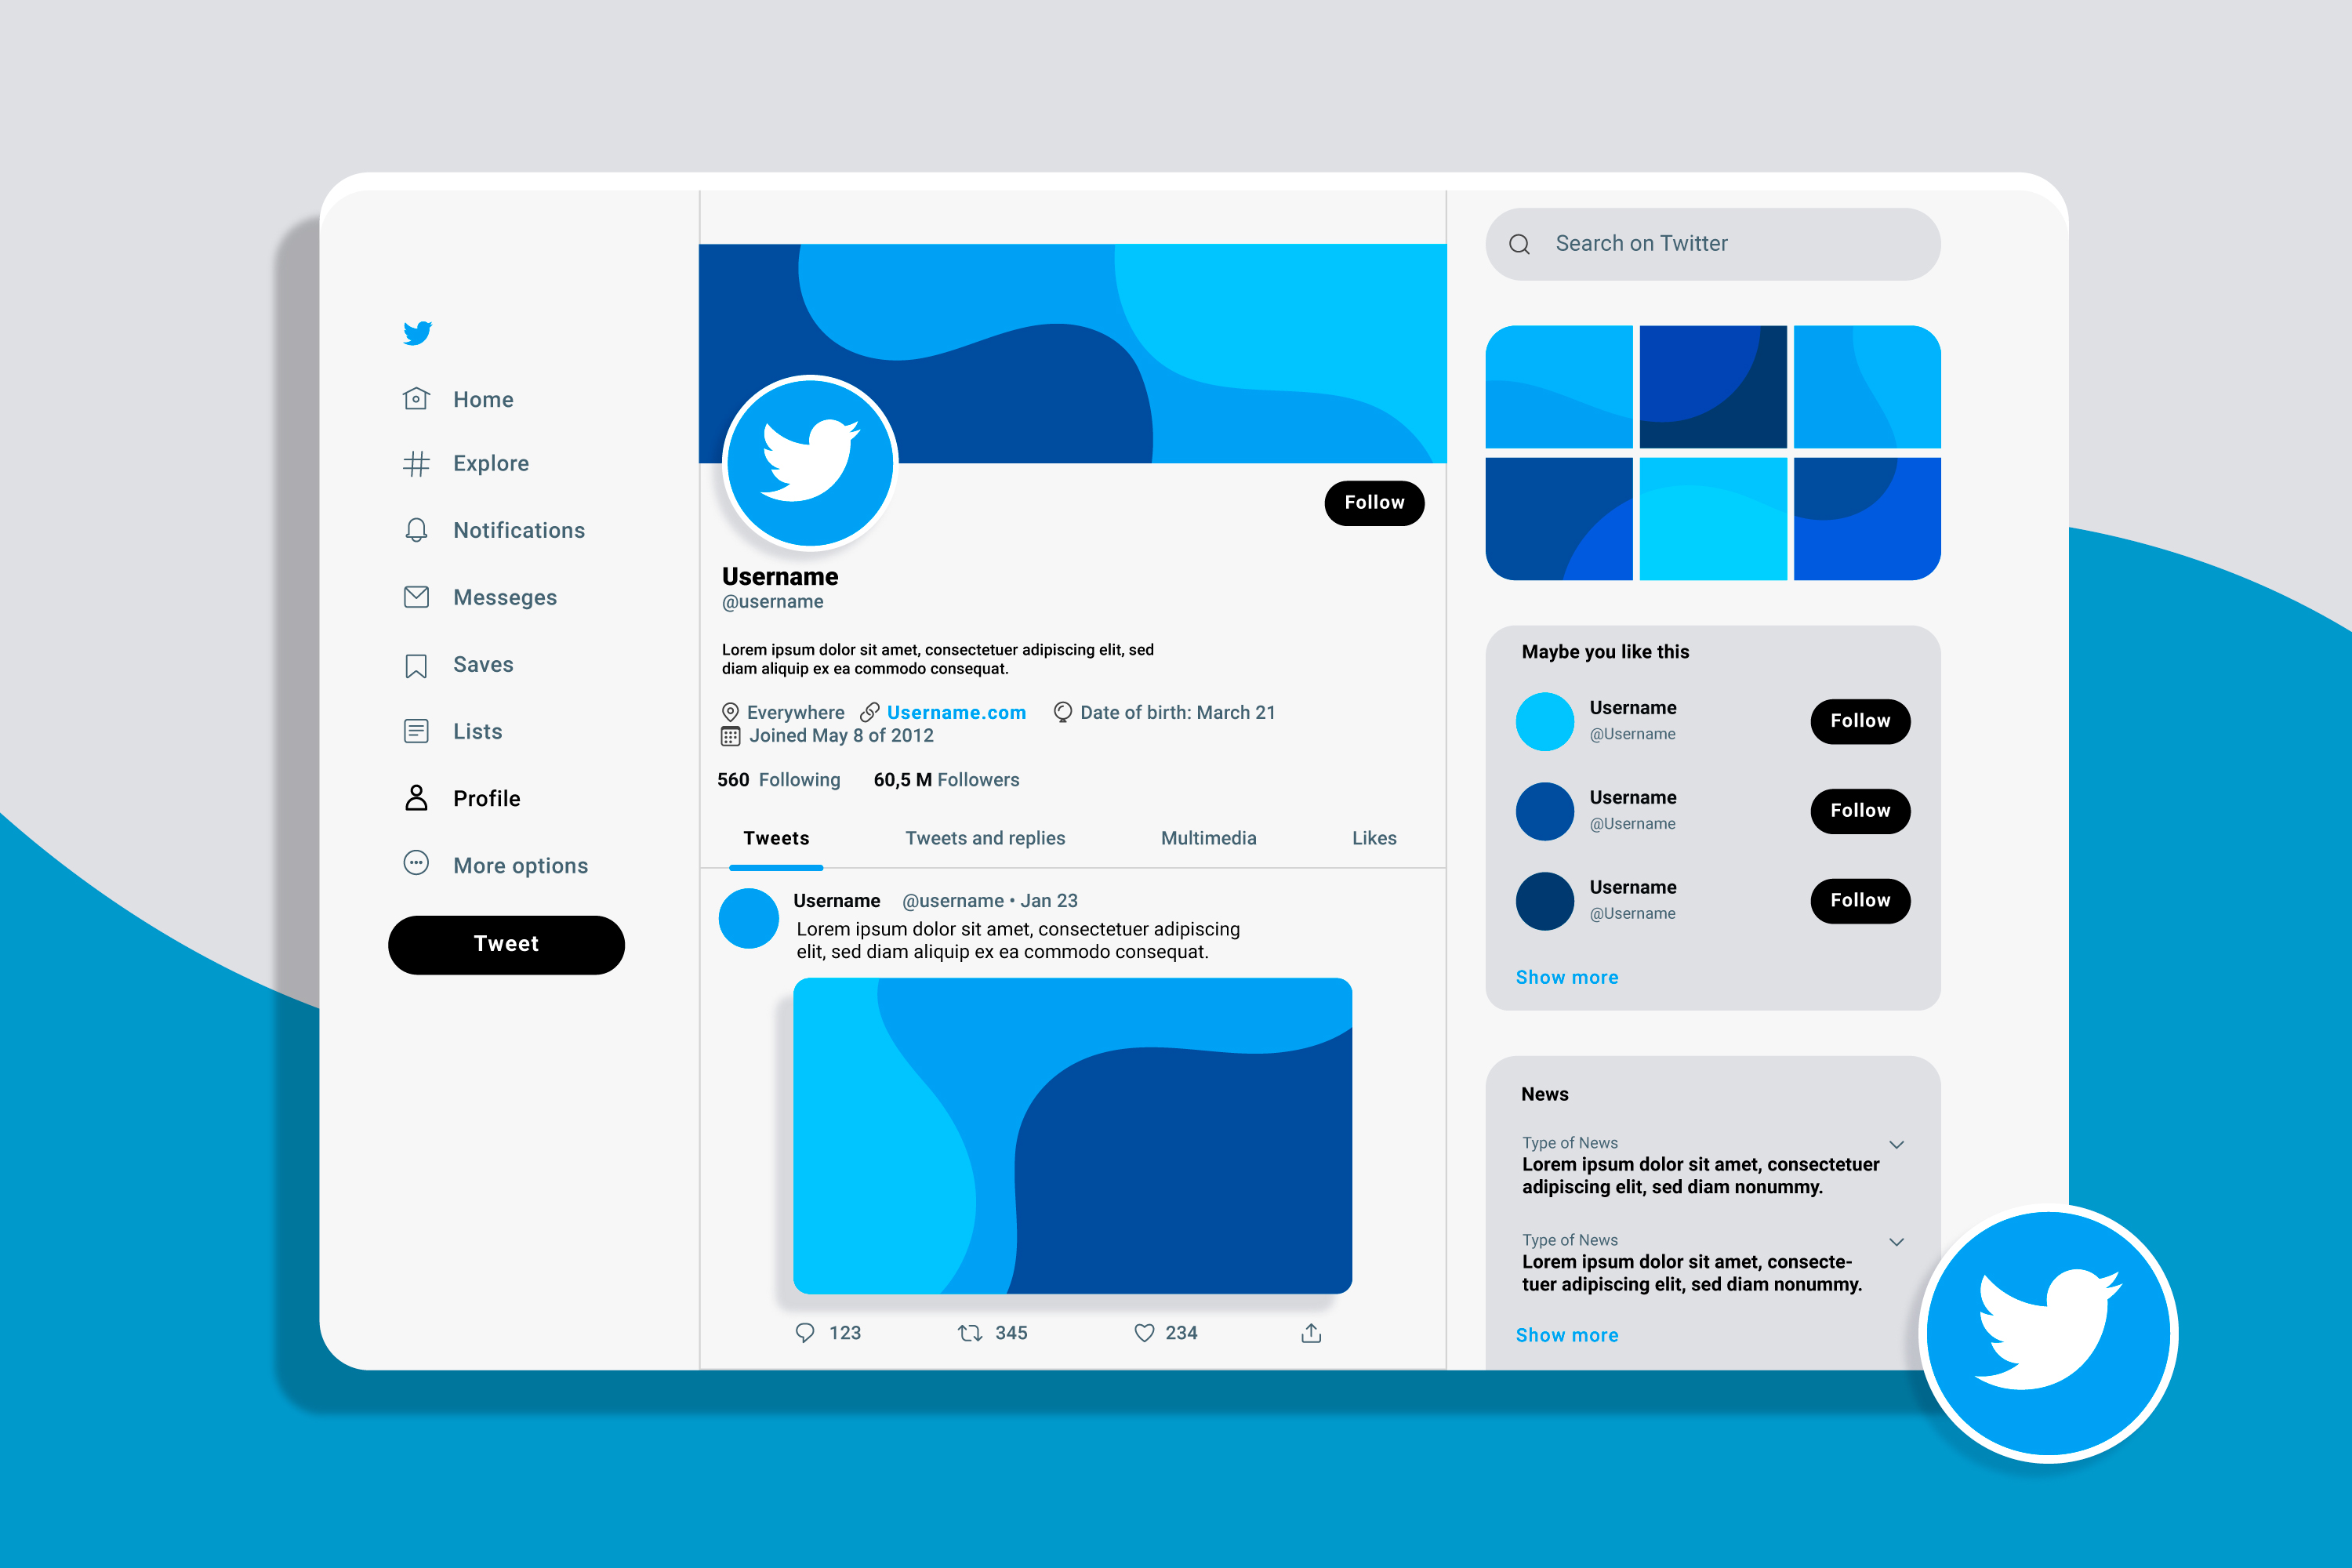 Home
Explore
Notifications
Messeges
Saves
Lists
Profile
More options
Tweet
Follow
Username
@username
Lorem ipsum dolor sit amet, consectetuer adipiscing elit, sed
diam aliquip ex ea commodo consequat.
Everywhere Username.com Date of birth: March 21
Joined May 8 of 2012
560 Following 60,5 M Followers
Tweets Tweets and replies Multimedia Likes
Username @username • Jan 23
Lorem ipsum dolor sit amet, consectetuer adipiscing
elit, sed diam aliquip ex ea commodo consequat.
123 345 234
Search on Twitter
Maybe you like this
Username
@Username
Follow
Username
@Username
Follow
Username
@Username
Follow
Show more
News
Type of News
Lorem ipsum dolor sit amet, consectetuer
adipiscing elit, sed diam nonummy.
Type of News
Lorem ipsum dolor sit amet, consecte-
tuer adipiscing elit, sed diam nonummy.
Show more